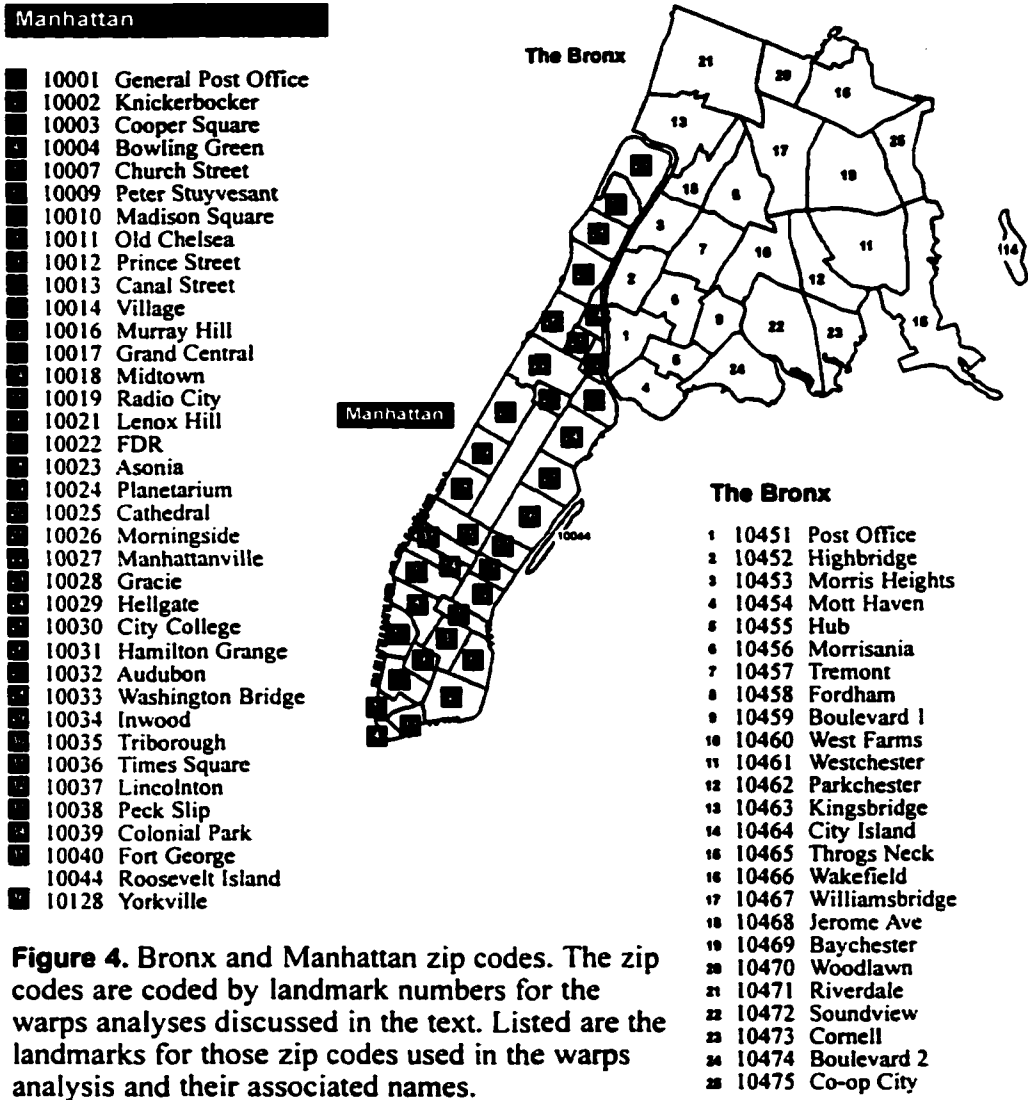 Manhattan
10001 General Post Office
10002 Knickerbocker
10003 Cooper Square
10004 Bowling Green
10007 Church Street
10009 Peter Stuyvesant
10010 Madison Square
10011 Old Chelsea
10012 Prince Street
10013 Canal Street
10014 Village
10016 Murray Hill
10017 Grand Central
10018 Midtown
10019 Radio City
10021 Lenox Hill
10022 FDR
10023 Asonia
10024 Planetarium
10025 Cathedral
10026 Morningside
10027 Manhattanville
10028 Gracie
10029 Hellgate
10030 City College
10031 Hamilton Grange
10032 Audubon
10033 Washington Bridge
10034 Inwood
10035 Triborough
10036 Times Square
10037 Lincolnton
10038 Peck Slip
10039 Colonial Park
10040 Fort George
10044 Roosevelt Island
10128 Yorkville
The Bronx
21
20
16
13
17
25
19
18
8
3
7
10
11
114
2
12
6
1
9
22
23
15
5
4
24
Manhattan
10044
The Bronx
1 10451 Post Office
2 10452 Highbridge
3 10453 Morris Heights
4 10454 Mott Haven
5 10455 Hub
6 10456 Morrisania
7 10457 Tremont
8 10458 Fordham
9 10459 Boulevard 1
10 10460 West Farms
11 10461 Westchester
12 10462 Parkchester
13 10463 Kingsbridge
14 10464 City Island
15 10465 Throgs Neck
16 10466 Wakefield
17 10467 Williamsbridge
18 10468 Jerome Ave
19 10469 Baychester
20 10470 Woodlawn
21 10471 Riverdale
22 10472 Soundview
23 10473 Cornell
24 10474 Boulevard 2
25 10475 Co-op City
Figure 4. Bronx and Manhattan zip codes. The zip
codes are coded by landmark numbers for the
warps analyses discussed in the text. Listed are the
landmarks for those zip codes used in the warps
analysis and their associated names.